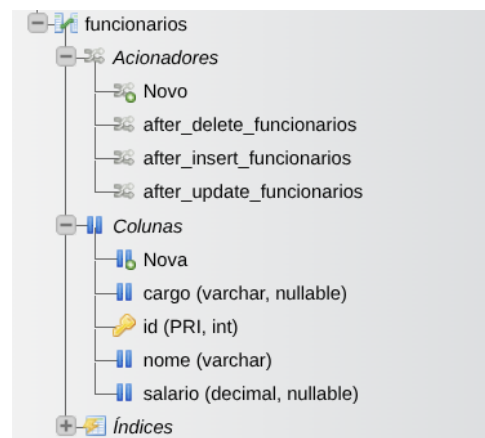 funcionarios
Acionadores
Novo
after_delete_funcionarios
after_insert_funcionarios
after_update_funcionarios
Colunas
Nova
cargo (varchar, nullable)
id (PRI, int)
nome (varchar)
salario (decimal, nullable)
Índices